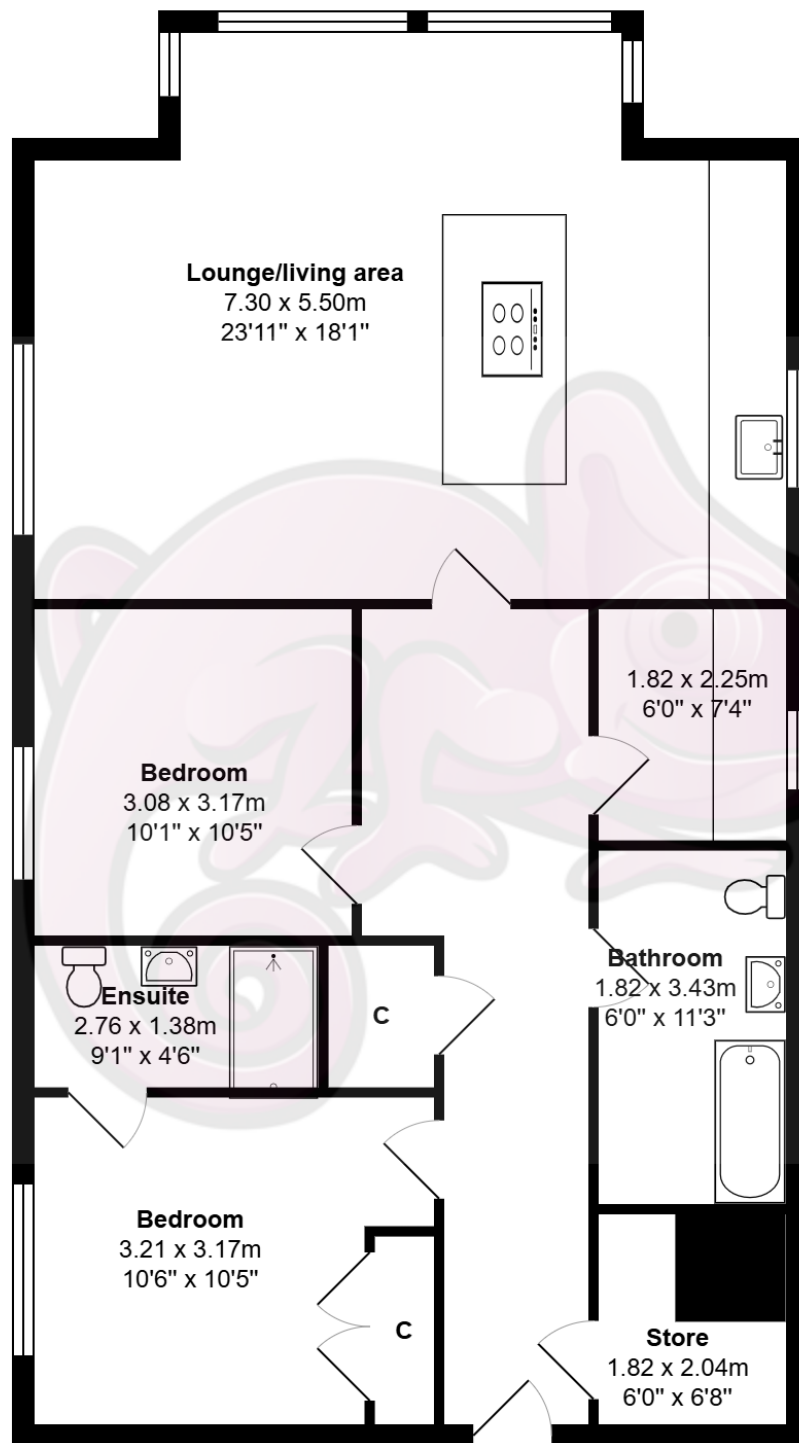 Lounge/living area
7.30 x 5.50m
23'11" x 18'1"
1.82 x 2.25m
6'0" x 7'4"
Bedroom
3.08 x 3.17m
10'1" x 10'5"
Bathroom
1.82 x 3.43m
6'0" x 11'3"
Ensuite
2.76 x 1.38m
9'1" x 4'6"
C
Bedroom
3.21 x 3.17m
10'6" x 10'5"
C
Store
1.82 x 2.04m
6'0" x 6'8"